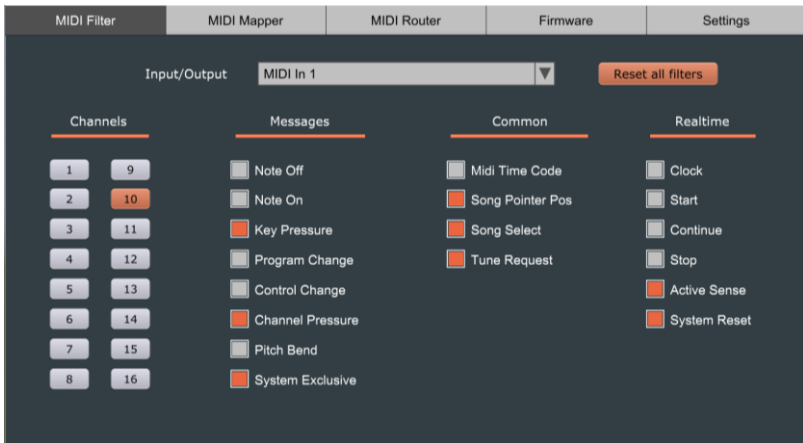 MIDI Filter MIDI Mapper MIDI Router Firmware Settings
Input/Output MIDI In 1 Reset all filters
Channels Messages Common Realtime
1 9 Note Off Midi Time Code Clock
2 10 Note On Song Pointer Pos Start
3 11 Key Pressure Song Select Continue
4 12 Program Change Tune Request Stop
5 13 Control Change Active Sense
6 14 Channel Pressure System Reset
7 15 Pitch Bend
8 16 System Exclusive